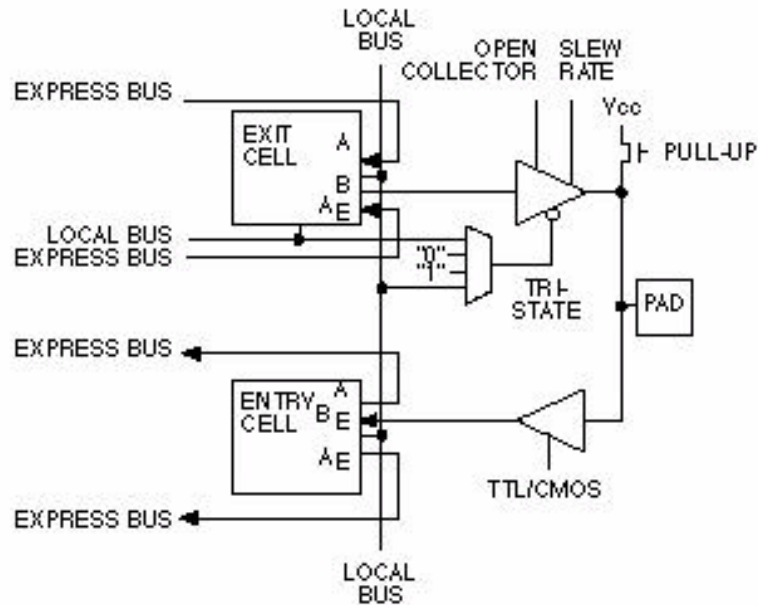 LOCAL
BUS
OPEN
COLLECTOR
SLEW
RATE
EXPRESS BUS
Vcc
EXIT
CELL
A
PULL-UP
B
A E
LOCAL BUS
EXPRESS BUS
"0"
"1"
TRI-
STATE
PAD
EXPRESS BUS
A
ENTRY
CELL
B E
A E
TTL/CMOS
EXPRESS BUS
LOCAL
BUS